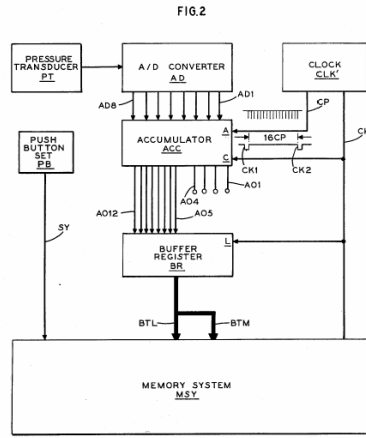 FIG.2
PRESSURE
TRANSDUCER
PT
A/D CONVERTER
AD
CLOCK
CLK'
AD8
AD1
CP
PUSH
BUTTON
SET
PB
ACCUMULATOR
ACC
A
C
16CP
CK1
CK2
CK
AO4
AO1
AO12
AO5
SY
BUFFER
REGISTER
BR
L
BTL
BTM
MEMORY SYSTEM
MSY